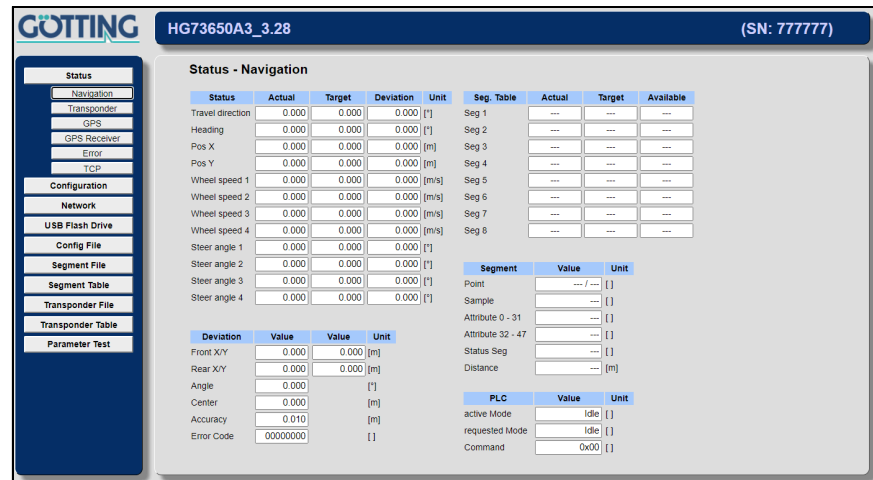 GÖTTING
HG73650A3_3.28 (SN: 777777)
Status
Navigation
Transponder
GPS
GPS Receiver
Error
TCP
Configuration
Network
USB Flash Drive
Config File
Segment File
Segment Table
Transponder File
Transponder Table
Parameter Test
Status - Navigation
Status Actual Target Deviation Unit
Travel direction 0.000 0.000 0.000 [°]
Heading 0.000 0.000 0.000 [°]
Pos X 0.000 0.000 0.000 [m]
Pos Y 0.000 0.000 0.000 [m]
Wheel speed 1 0.000 0.000 0.000 [m/s]
Wheel speed 2 0.000 0.000 0.000 [m/s]
Wheel speed 3 0.000 0.000 0.000 [m/s]
Wheel speed 4 0.000 0.000 0.000 [m/s]
Steer angle 1 0.000 0.000 0.000 [°]
Steer angle 2 0.000 0.000 0.000 [°]
Steer angle 3 0.000 0.000 0.000 [°]
Steer angle 4 0.000 0.000 0.000 [°]
Deviation Value Value Unit
Front X/Y 0.000 0.000 [m]
Rear X/Y 0.000 0.000 [m]
Angle 0.000 [°]
Center 0.000 [m]
Accuracy 0.010 [m]
Error Code 00000000 [ ]
Seg. Table Actual Target Available
Seg 1 --- --- ---
Seg 2 --- --- ---
Seg 3 --- --- ---
Seg 4 --- --- ---
Seg 5 --- --- ---
Seg 6 --- --- ---
Seg 7 --- --- ---
Seg 8 --- --- ---
Segment Value Unit
Point --- / --- [ ]
Sample --- [ ]
Attribute 0 - 31 --- [ ]
Attribute 32 - 47 --- [ ]
Status Seg --- [ ]
Distance --- [m]
PLC Value Unit
active Mode Idle [ ]
requested Mode Idle [ ]
Command 0x00 [ ]